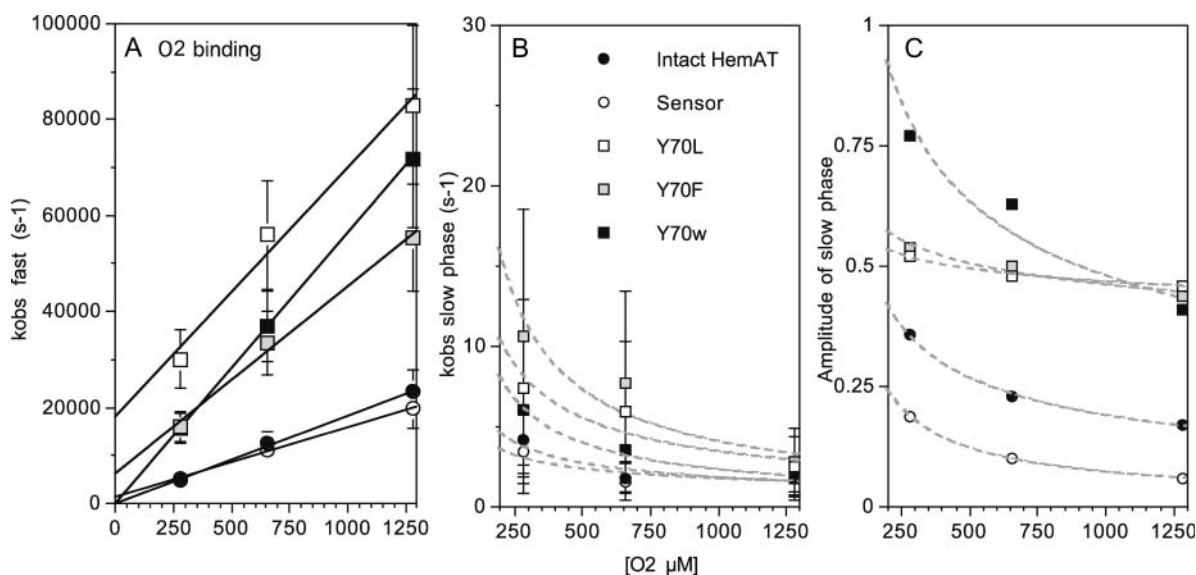 A O2 binding
kobs fast (s-1)
100000
80000
60000
40000
20000
0
0 250 500 750 1000 1250
B
Intact HemAT
Sensor
Y70L
Y70F
Y70w
kobs slow phase (s-1)
30
20
10
0
250 500 750 1000 1250
[O2 µM]
C
Amplitude of slow phase
1
0.75
0.5
0.25
0
250 500 750 1000 1250